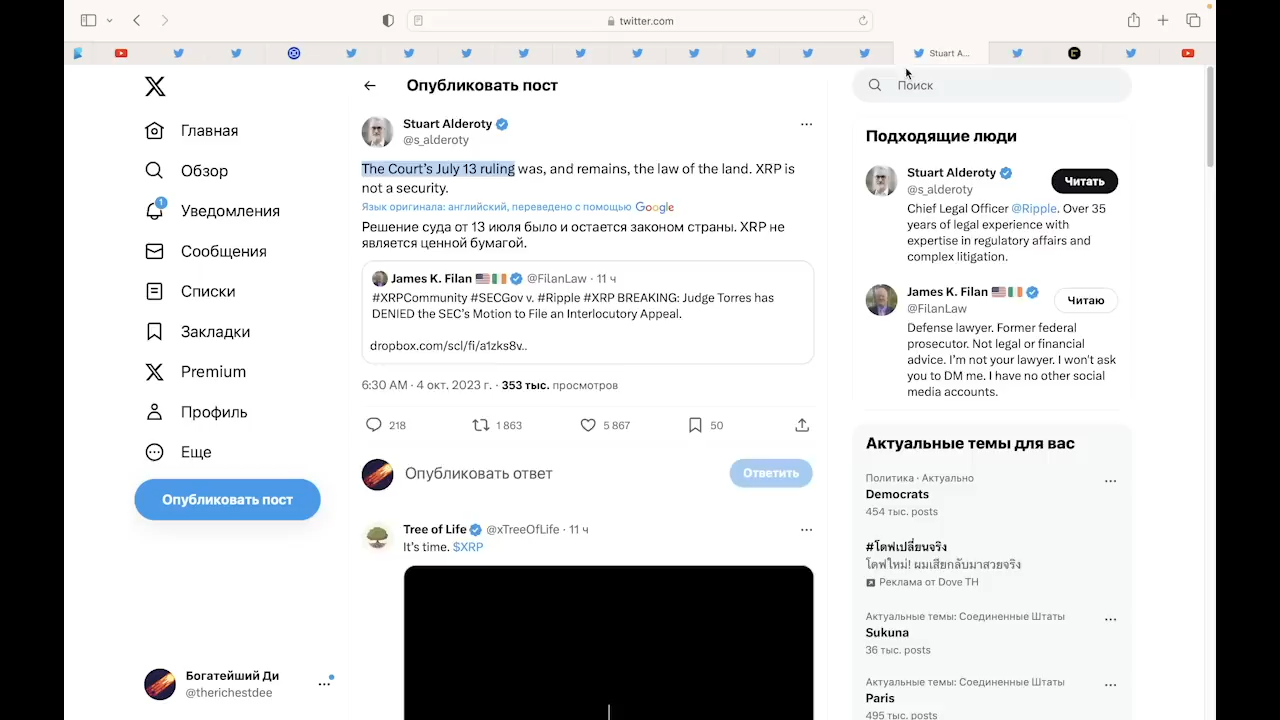 twitter.com
Stuart A...
Главная
Обзор
1
Уведомления
Сообщения
Списки
Закладки
Premium
Профиль
Еще
Опубликовать пост
Богатейший Ди
@therichestdee
Опубликовать пост
Stuart Alderoty
@s_alderoty
The Court's July 13 ruling was, and remains, the law of the land. XRP is
not a security.
Язык оригинала: английский, переведено с помощью Google
Решение суда от 13 июля было и остается законом страны. XRP не
является ценной бумагой.
James K. Filan 🇺🇸🇮🇪 @FilanLaw · 11 ч
#XRPCommunity #SECGov v. #Ripple #XRP BREAKING: Judge Torres has
DENIED the SEC's Motion to File an Interlocutory Appeal.
dropbox.com/scl/fi/a1zks8v..
6:30 AM · 4 окт. 2023 г. · 353 тыс. просмотров
218 1 863 5 867 50
Опубликовать ответ
Ответить
Tree of Life @xTreeOfLife · 11 ч
It's time. $XRP
Поиск
Подходящие люди
Stuart Alderoty
@s_alderoty
Читать
Chief Legal Officer @Ripple. Over 35
years of legal experience with
expertise in regulatory affairs and
complex litigation.
James K. Filan 🇺🇸🇮🇪
@FilanLaw
Читаю
Defense lawyer. Former federal
prosecutor. Not legal or financial
advice. I'm not your lawyer. I won't ask
you to DM me. I have no other social
media accounts.
Актуальные темы для вас
Политика · Актуально
Democrats
454 тыс. posts
#โดฟเปลี่ยนจริง
โดฟใหม่! ผมเสียกลับมาสวยจริง
Реклама от Dove TH
Актуальные темы: Соединенные Штаты
Sukuna
36 тыс. posts
Актуальные темы: Соединенные Штаты
Paris
495 тыс. posts